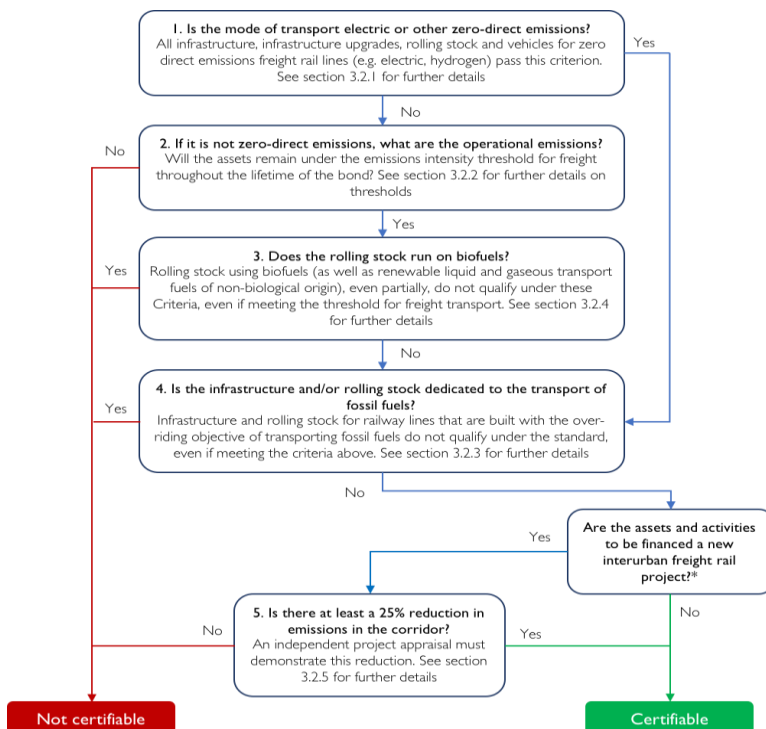 1. Is the mode of transport electric or other zero-direct emissions?
All infrastructure, infrastructure upgrades, rolling stock and vehicles for zero
direct emissions freight rail lines (e.g. electric, hydrogen) pass this criterion.
See section 3.2.1 for further details
Yes
No
2. If it is not zero-direct emissions, what are the operational emissions?
Will the assets remain under the emissions intensity threshold for freight
throughout the lifetime of the bond? See section 3.2.2 for further details on
thresholds
No
Yes
3. Does the rolling stock run on biofuels?
Rolling stock using biofuels (as well as renewable liquid and gaseous transport
fuels of non-biological origin), even partially, do not qualify under these
Criteria, even if meeting the threshold for freight transport. See section 3.2.4
for further details
Yes
No
4. Is the infrastructure and/or rolling stock dedicated to the transport of
fossil fuels?
Infrastructure and rolling stock for railway lines that are built with the over-
riding objective of transporting fossil fuels do not qualify under the standard,
even if meeting the criteria above. See section 3.2.3 for further details
Yes
No
Are the assets and activities
to be financed a new
interurban freight rail
project?*
Yes
No
5. Is there at least a 25% reduction in
emissions in the corridor?
An independent project appraisal must
demonstrate this reduction. See section
3.2.5 for further details
No
Yes
Not certifiable
Certifiable